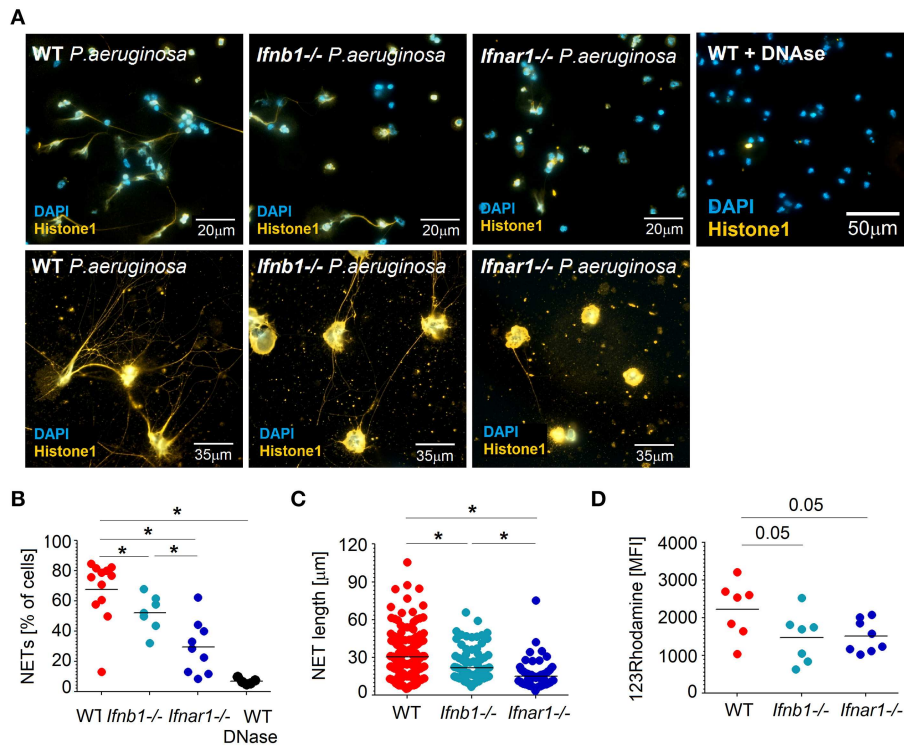 A
WT P.aeruginosa
Ifnb1-/- P.aeruginosa
Ifnar1-/- P.aeruginosa
WT + DNAse
DAPI
Histone1
20µm
DAPI
Histone1
20µm
DAPI
Histone1
20µm
DAPI
Histone1
50µm
WT P.aeruginosa
Ifnb1-/- P.aeruginosa
Ifnar1-/- P.aeruginosa
DAPI
Histone1
35µm
DAPI
Histone1
35µm
DAPI
Histone1
35µm
B
NETs [% of cells]
100
80
60
40
20
0
*
*
*
*
WT
Ifnb1-/-
Ifnar1-/-
WT
DNase
C
NET length [µm]
120
90
60
30
0
*
*
*
WT
Ifnb1-/-
Ifnar1-/-
D
123Rhodamine [MFI]
4000
3000
2000
1000
0
0.05
0.05
WT
Ifnb1-/-
Ifnar1-/-